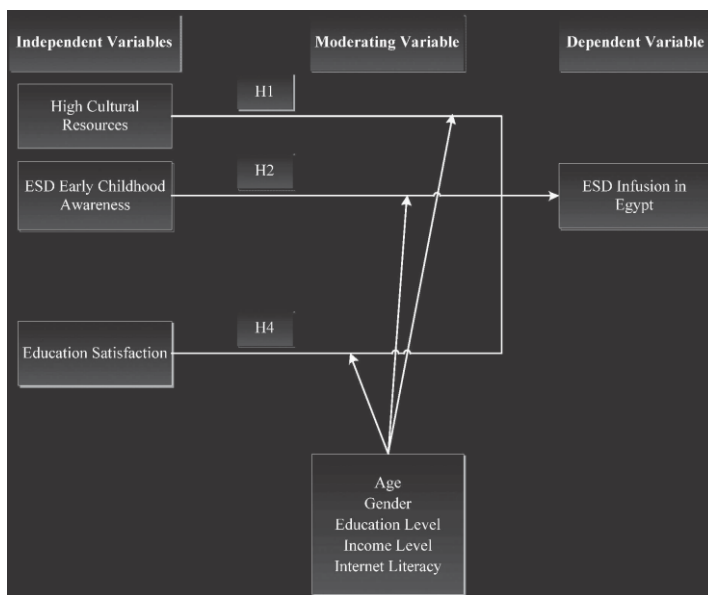 Independent Variables
Moderating Variable
Dependent Variable
High Cultural
Resources
H1
ESD Early Childhood
Awareness
H2
ESD Infusion in
Egypt
Education Satisfaction
H4
Age
Gender
Education Level
Income Level
Internet Literacy